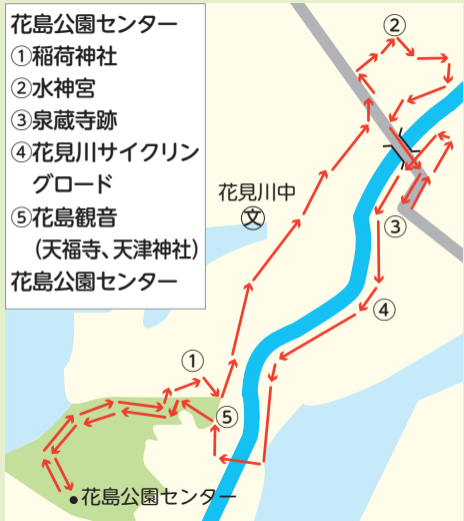 花島公園センター
①稲荷神社
②水神宮
③泉蔵寺跡
④花見川サイクリン
グロード
⑤花島観音
(天福寺、天津神社)
花島公園センター
②
花見川中
文
③
④
①
⑤
花島公園センター